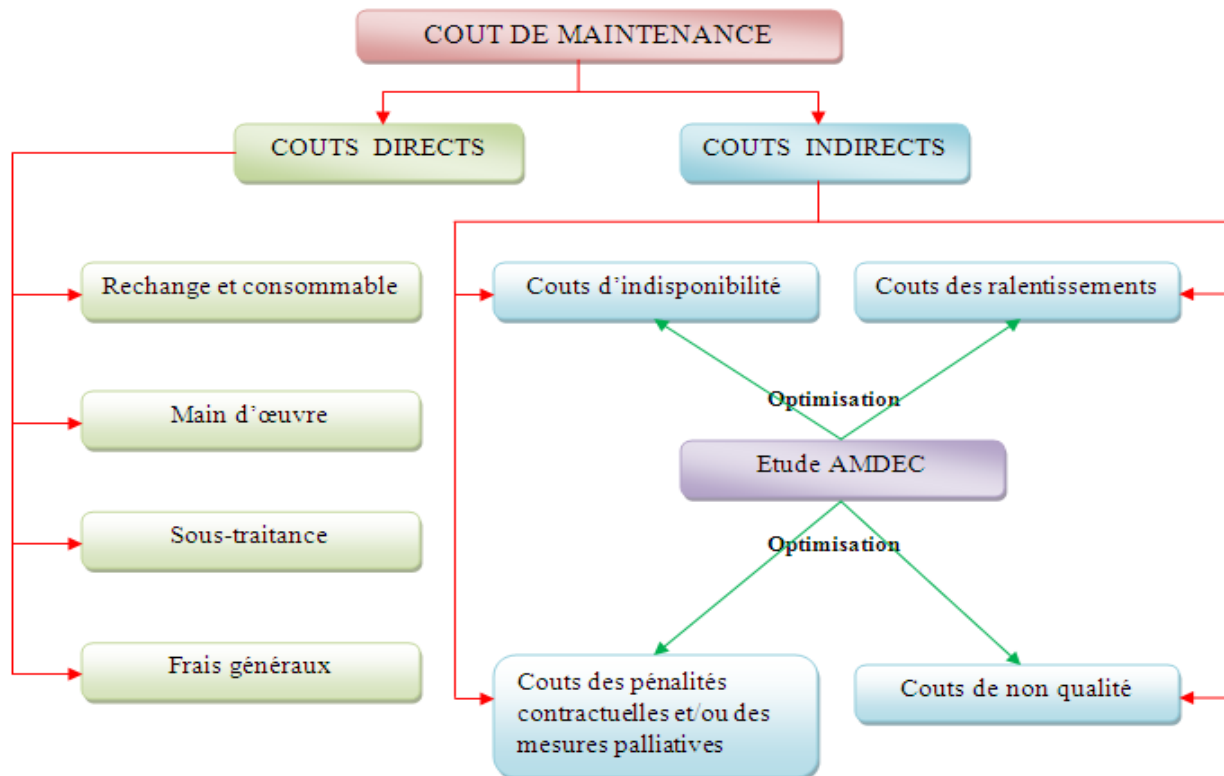 COUT DE MAINTENANCE
COUTS DIRECTS
COUTS INDIRECTS
Rechange et consommable
Couts d’indisponibilité
Couts des ralentissements
Main d’œuvre
Optimisation
Etude AMDEC
Sous-traitance
Optimisation
Frais généraux
Couts des pénalités
contractuelles et/ou des
mesures palliatives
Couts de non qualité